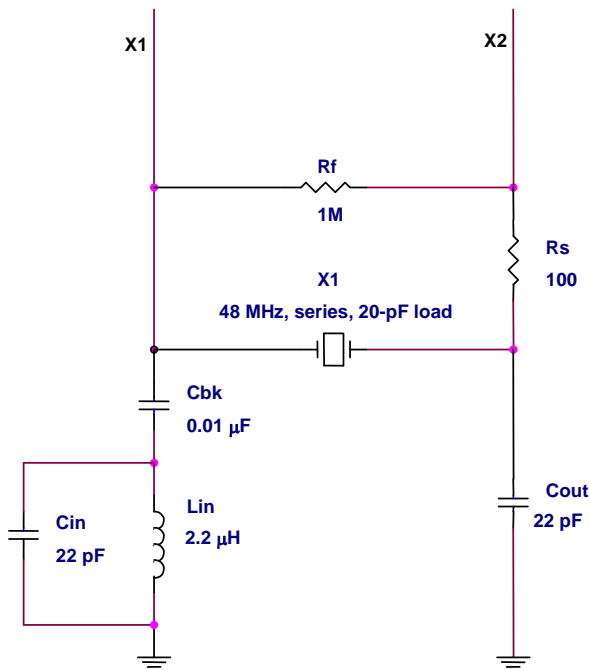 X1
X2
Rf
1M
Rs
100
X1
48 MHz, series, 20-pF load
Cbk
0.01 μF
Cin
22 pF
Lin
2.2 μH
Cout
22 pF